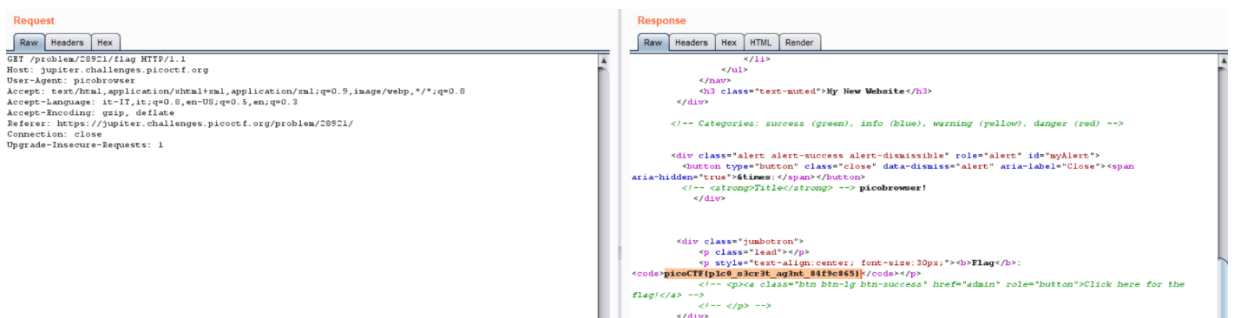 Request
Raw Headers Hex
GET /problem/28921/flag HTTP/1.1
Host: jupiter.challenges.picoctf.org
User-Agent: picobrowser
Accept: text/html,application/xhtml+xml,application/xml;q=0.9,image/webp,*/*;q=0.8
Accept-Language: it-IT,it;q=0.8,en-US;q=0.5,en;q=0.3
Accept-Encoding: gzip, deflate
Referer: https://jupiter.challenges.picoctf.org/problem/28921/
Connection: close
Upgrade-Insecure-Requests: 1
Response
Raw Headers Hex HTML Render
</li>
</ul>
</nav>
<h3 class="text-muted">My New Website</h3>
</div>
<!-- Categories: success (green), info (blue), warning (yellow), danger (red) -->
<div class="alert alert-success alert-dismissible" role="alert" id="myAlert">
<button type="button" class="close" data-dismiss="alert" aria-label="Close"><span
aria-hidden="true">&times;</span></button>
<!-- <strong>Title</strong> --> picobrowser!
</div>
<div class="jumbotron">
<p class="lead"></p>
<p style="text-align:center; font-size:30px;"><b>Flag</b>:
<code>picoCTF{p1c0_s3cr3t_ag3nt_84f9c865}</code></p>
<!-- <p><a class="btn btn-lg btn-success" href="admin" role="button">Click here for the
flag!</a> -->
<!-- </p> -->
</div>